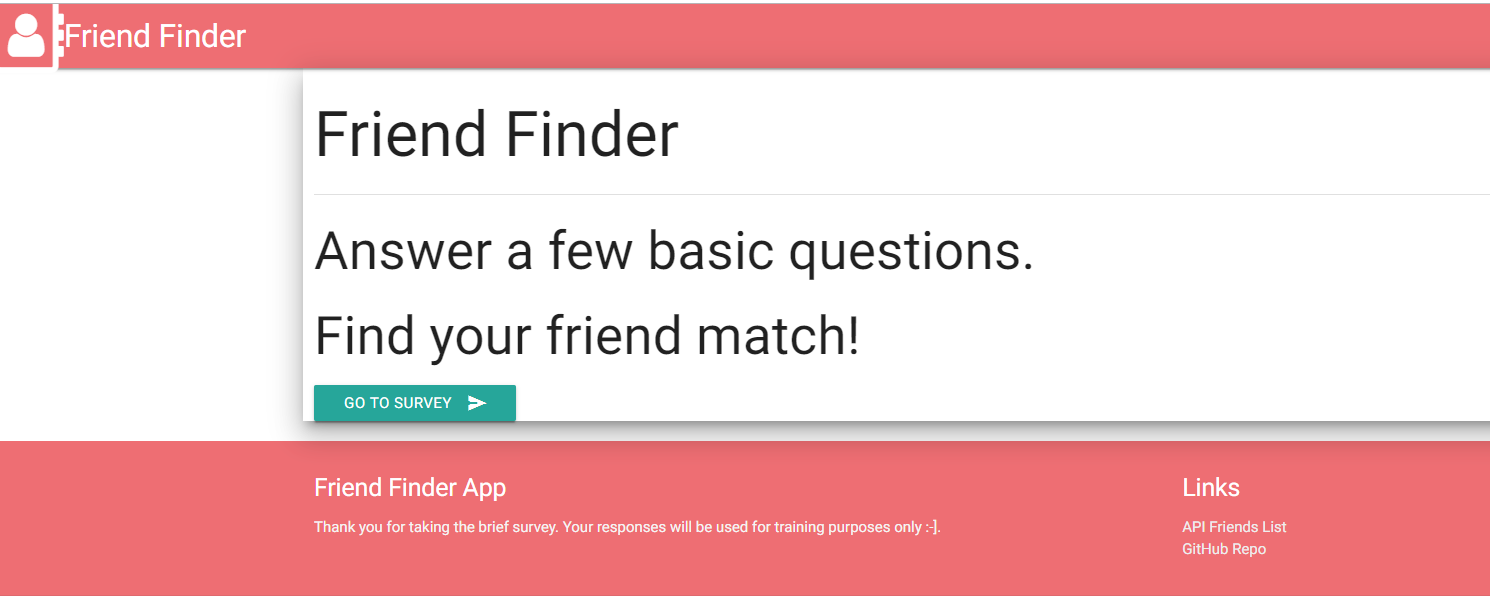 Friend Finder
Friend Finder
Answer a few basic questions.
Find your friend match!
GO TO SURVEY
Friend Finder App
Thank you for taking the brief survey. Your responses will be used for training purposes only :-].
Links
API Friends List
GitHub Repo